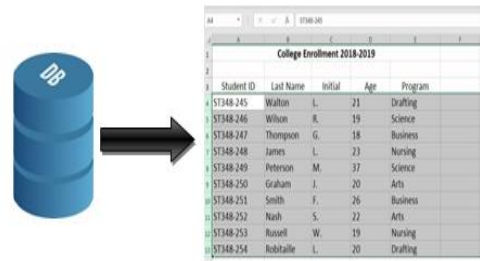 DB
A4 ST348-245
A B C D E F
1 College Enrollment 2018-2019
2
3 Student ID Last Name Initial Age Program
4 ST348-245 Walton L. 21 Drafting
5 ST348-246 Wilson R. 19 Science
6 ST348-247 Thompson G. 18 Business
7 ST348-248 James L. 23 Nursing
8 ST348-249 Peterson M. 37 Science
9 ST348-250 Graham J. 20 Arts
10 ST348-251 Smith F. 26 Business
11 ST348-252 Nash S. 22 Arts
12 ST348-253 Russell W. 19 Nursing
13 ST348-254 Robitaille L. 20 Drafting